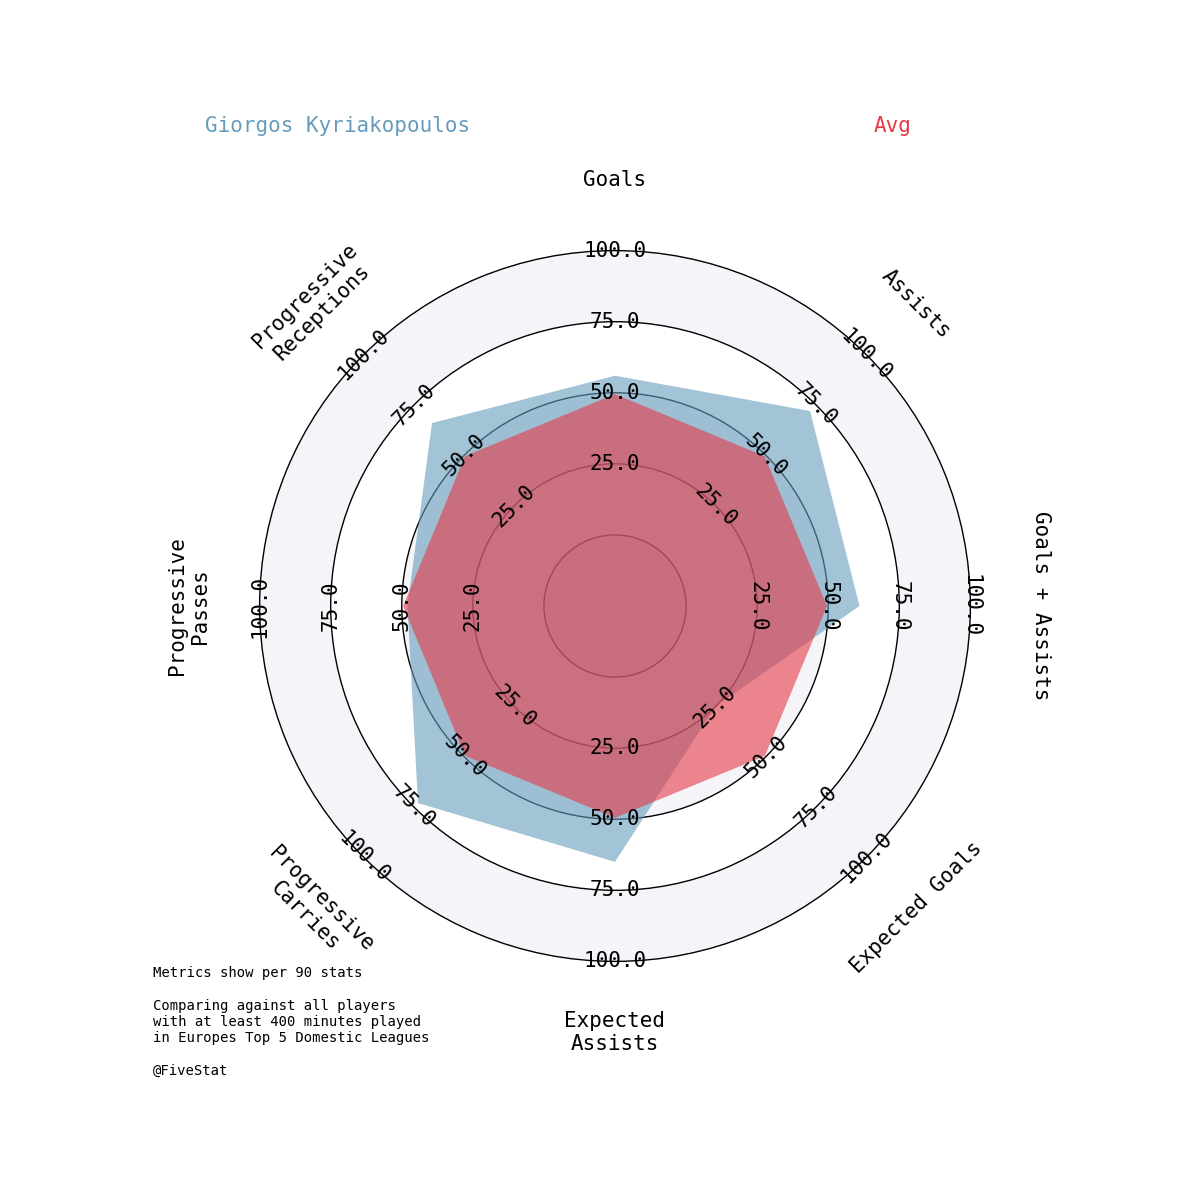 Giorgos Kyriakopoulos
Avg
Goals
Progressive
Receptions
Assists
100.0
75.0
50.0
25.0
100.0
75.0
50.0
25.0
100.0
75.0
50.0
25.0
Progressive
Passes
100.0
75.0
50.0
25.0
25.0
50.0
75.0
100.0
Goals + Assists
25.0
50.0
75.0
100.0
25.0
50.0
75.0
100.0
25.0
50.0
75.0
100.0
Progressive
Carries
Expected Goals
Expected
Assists
Metrics show per 90 stats
Comparing against all players
with at least 400 minutes played
in Europes Top 5 Domestic Leagues
@FiveStat